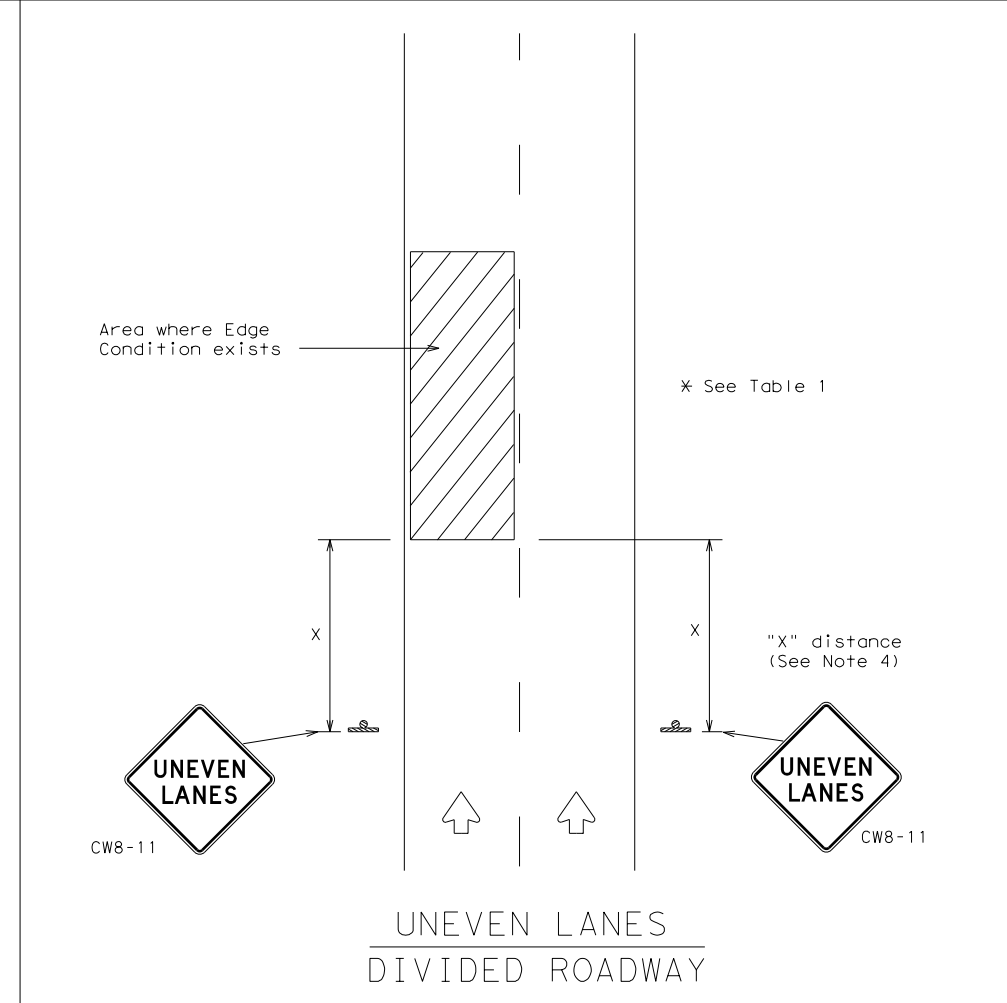 Area where Edge
Condition exists
* See Table 1
X
X
"X" distance
(See Note 4)
UNEVEN
LANES
CW8-11
UNEVEN
LANES
CW8-11
UNEVEN LANES
DIVIDED ROADWAY